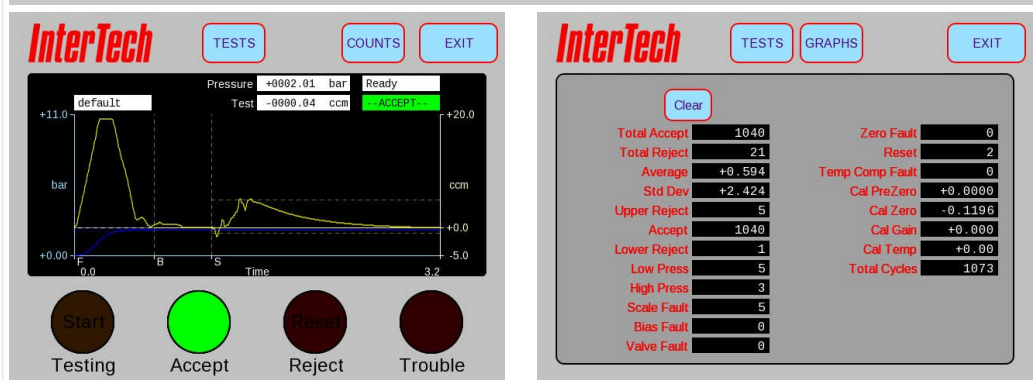 InterTech TESTS COUNTS EXIT
Pressure +0002.01 bar Ready
default Test -0000.04 ccm --ACCEPT--
+11.0 +20.0
bar ccm
+0.0
+0.00 -5.0
F B S
0.0 Time 3.2
Start Reset
Testing Accept Reject Trouble
InterTech TESTS GRAPHS EXIT
Clear
Total Accept 1040
Total Reject 21
Average +0.594
Std Dev +2.424
Upper Reject 5
Accept 1040
Lower Reject 1
Low Press 5
High Press 3
Scale Fault 5
Bias Fault 0
Valve Fault 0
Zero Fault 0
Reset 2
Temp Comp Fault 0
Cal PreZero +0.0000
Cal Zero -0.1196
Cal Gain +0.000
Cal Temp +0.00
Total Cycles 1073